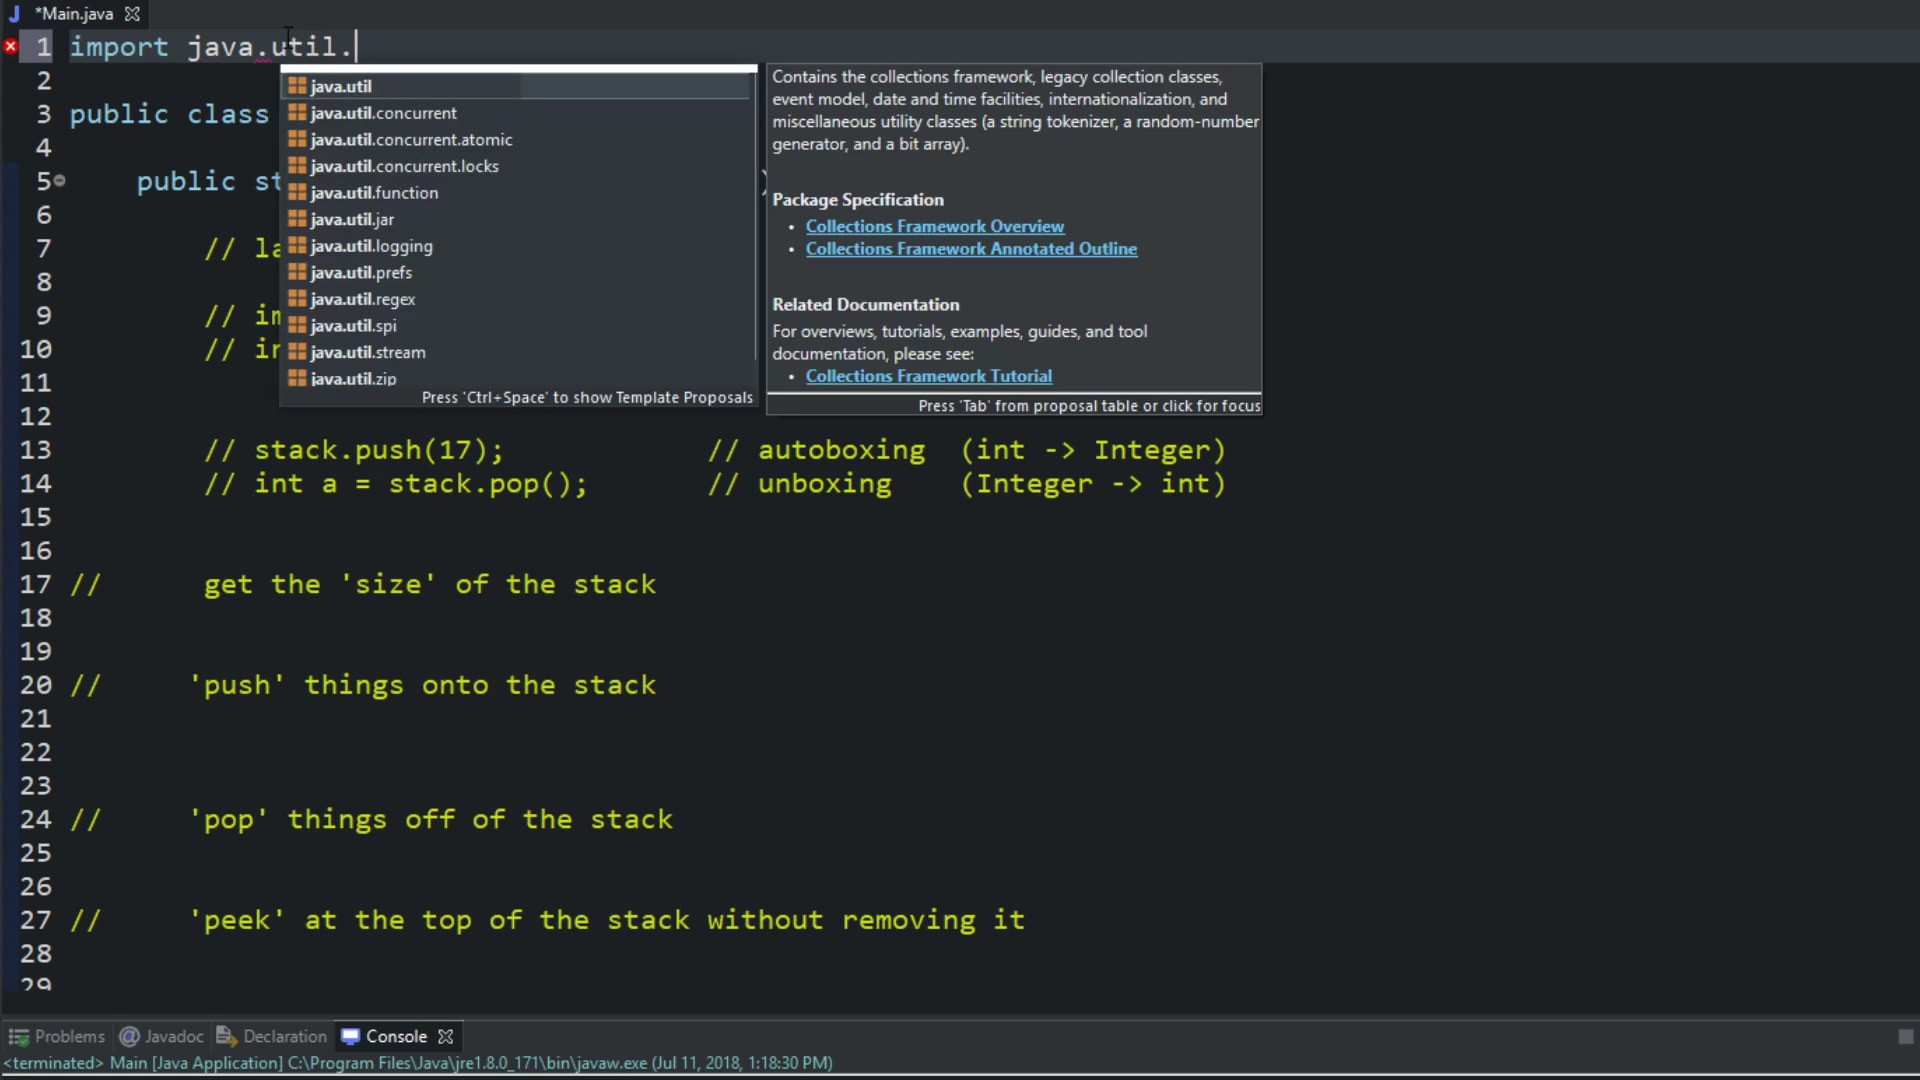 *Main.java
1 import java.util.
2
3 public class
4
5 public st
6
7 // la
8
9 // in
10 // in
11
12
13 // stack.push(17); // autoboxing (int -> Integer)
14 // int a = stack.pop(); // unboxing (Integer -> int)
15
16
17 // get the 'size' of the stack
18
19
20 // 'push' things onto the stack
21
22
23
24 // 'pop' things off of the stack
25
26
27 // 'peek' at the top of the stack without removing it
28
29
java.util
java.util.concurrent
java.util.concurrent.atomic
java.util.concurrent.locks
java.util.function
java.util.jar
java.util.logging
java.util.prefs
java.util.regex
java.util.spi
java.util.stream
java.util.zip
Press 'Ctrl+Space' to show Template Proposals
Contains the collections framework, legacy collection classes,
event model, date and time facilities, internationalization, and
miscellaneous utility classes (a string tokenizer, a random-number
generator, and a bit array).
Package Specification
• Collections Framework Overview
• Collections Framework Annotated Outline
Related Documentation
For overviews, tutorials, examples, guides, and tool
documentation, please see:
• Collections Framework Tutorial
Press 'Tab' from proposal table or click for focus
Problems @ Javadoc Declaration Console
<terminated> Main [Java Application] C:\Program Files\Java\jre1.8.0_171\bin\javaw.exe (Jul 11, 2018, 1:18:30 PM)